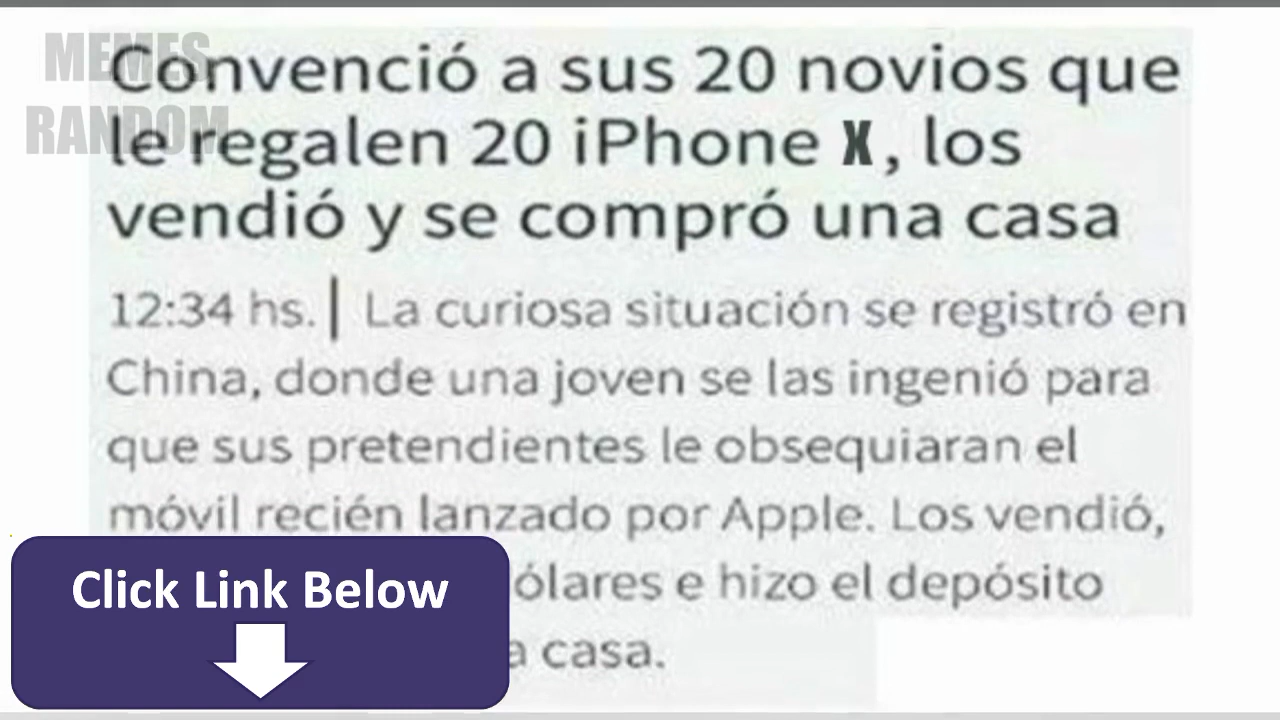 MEMES
RANDOM
Convenció a sus 20 novios que
le regalen 20 iPhone X, los
vendió y se compró una casa
12:34 hs. | La curiosa situación se registró en
China, donde una joven se las ingenió para
que sus pretendientes le obsequiaran el
móvil recién lanzado por Apple. Los vendió,
e hizo el depósito
casa.
Click Link Below